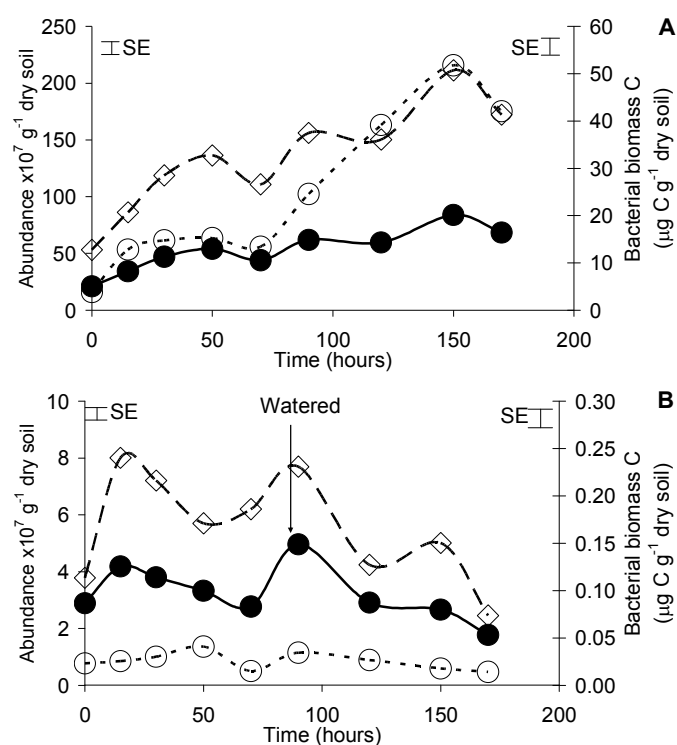 A
250
200
150
100
50
0
Abundance x10⁷ g⁻¹ dry soil
SE
SE
60
50
40
30
20
10
0
Bacterial biomass C
(µg C g⁻¹ dry soil)
0 50 100 150 200
Time (hours)
B
10
8
6
4
2
0
Abundance x10⁷ g⁻¹ dry soil
SE
Watered
SE
0.30
0.25
0.20
0.15
0.10
0.05
0.00
Bacterial biomass C
(µg C g⁻¹ dry soil)
0 50 100 150 200
Time (hours)